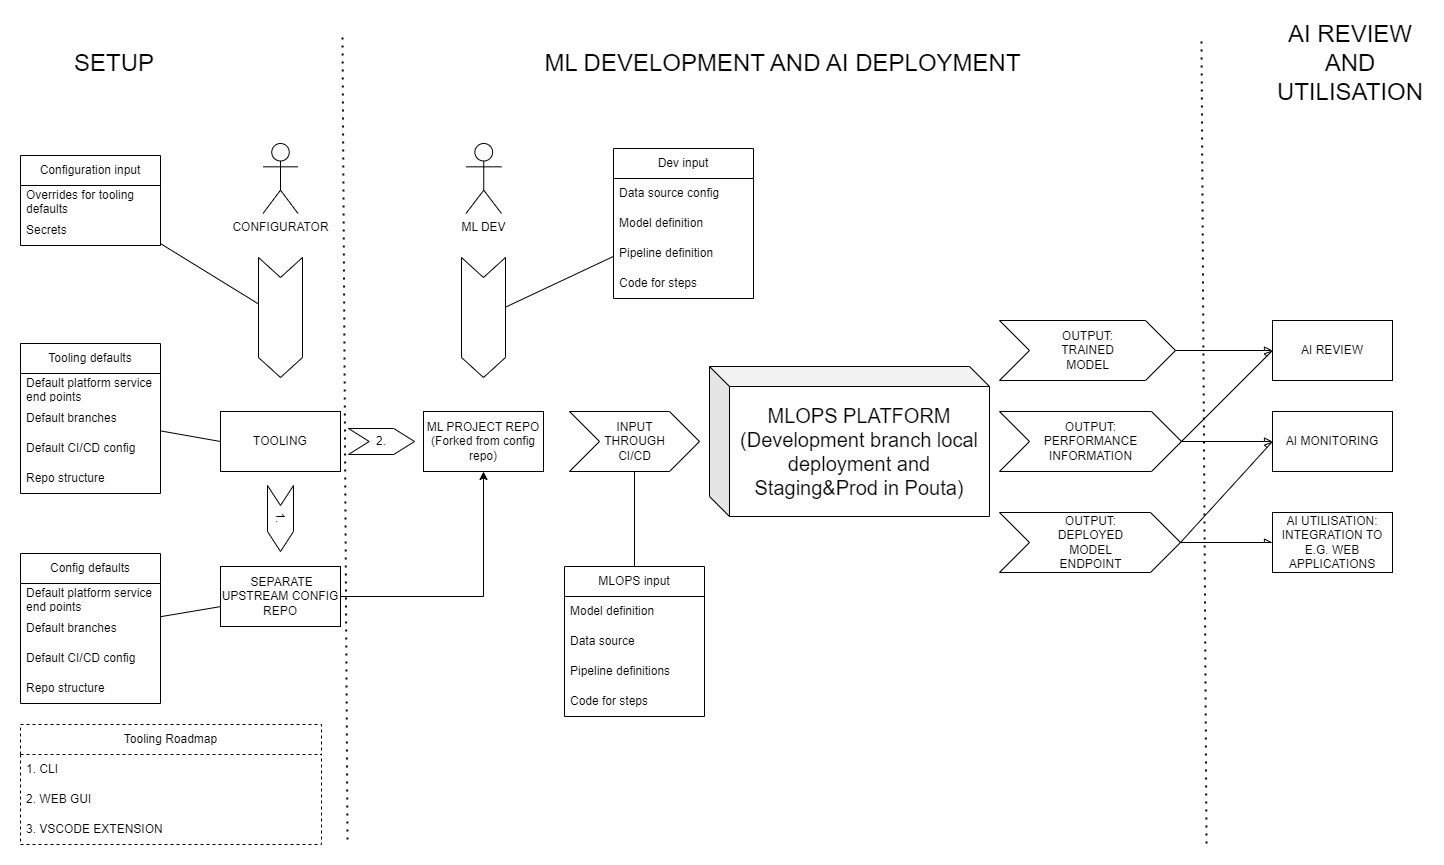 SETUP
ML DEVELOPMENT AND AI DEPLOYMENT
AI REVIEW
AND
UTILISATION
Configuration input
Overrides for tooling
defaults
Secrets
CONFIGURATOR
ML DEV
Dev input
Data source config
Model definition
Pipeline definition
Code for steps
Tooling defaults
Default platform service
end points
Default branches
Default CI/CD config
Repo structure
TOOLING
2.
ML PROJECT REPO
(Forked from config
repo)
INPUT
THROUGH
CI/CD
MLOPS PLATFORM
(Development branch local
deployment and
Staging&Prod in Pouta)
OUTPUT:
TRAINED
MODEL
OUTPUT:
PERFORMANCE
INFORMATION
OUTPUT:
DEPLOYED
MODEL
ENDPOINT
AI REVIEW
AI MONITORING
AI UTILISATION:
INTEGRATION TO
E.G. WEB
APPLICATIONS
1.
Config defaults
Default platform service
end points
Default branches
Default CI/CD config
Repo structure
SEPARATE
UPSTREAM CONFIG
REPO
MLOPS input
Model definition
Data source
Pipeline definitions
Code for steps
Tooling Roadmap
1. CLI
2. WEB GUI
3. VSCODE EXTENSION